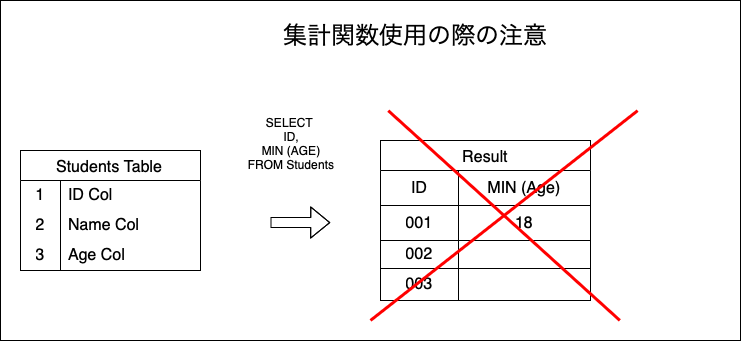 集計関数使用の際の注意
SELECT
ID,
MIN (AGE)
FROM Students
Students Table
1 ID Col
2 Name Col
3 Age Col
Result
ID MIN (Age)
001 18
002
003